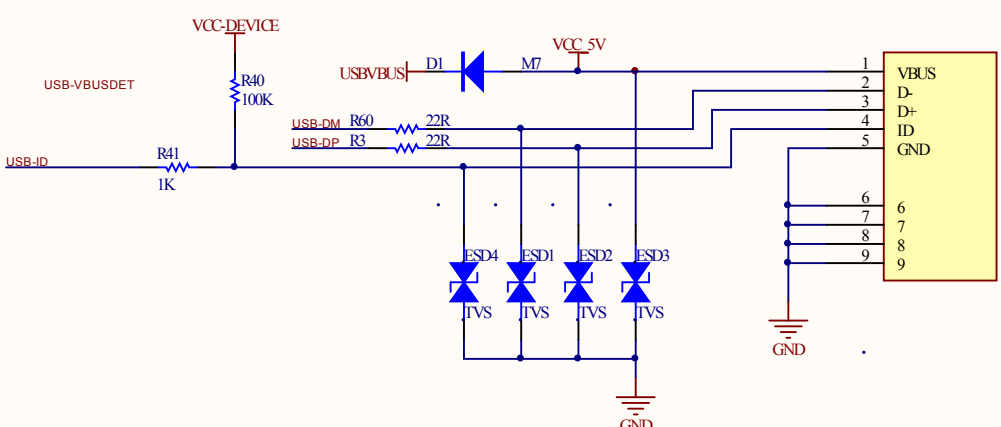 VCC-DEVICE
USB-VBUSDET
R40
100K
USBVBUS
D1
M7
VCC 5V
USB-DM
R60
22R
USB-DP
R3
22R
USB-ID
R41
1K
1
VBUS
2
D-
3
D+
4
ID
5
GND
6
6
7
7
8
8
9
9
ESD4
ESD1
ESD2
ESD3
TVS
TVS
TVS
TVS
GND
GND